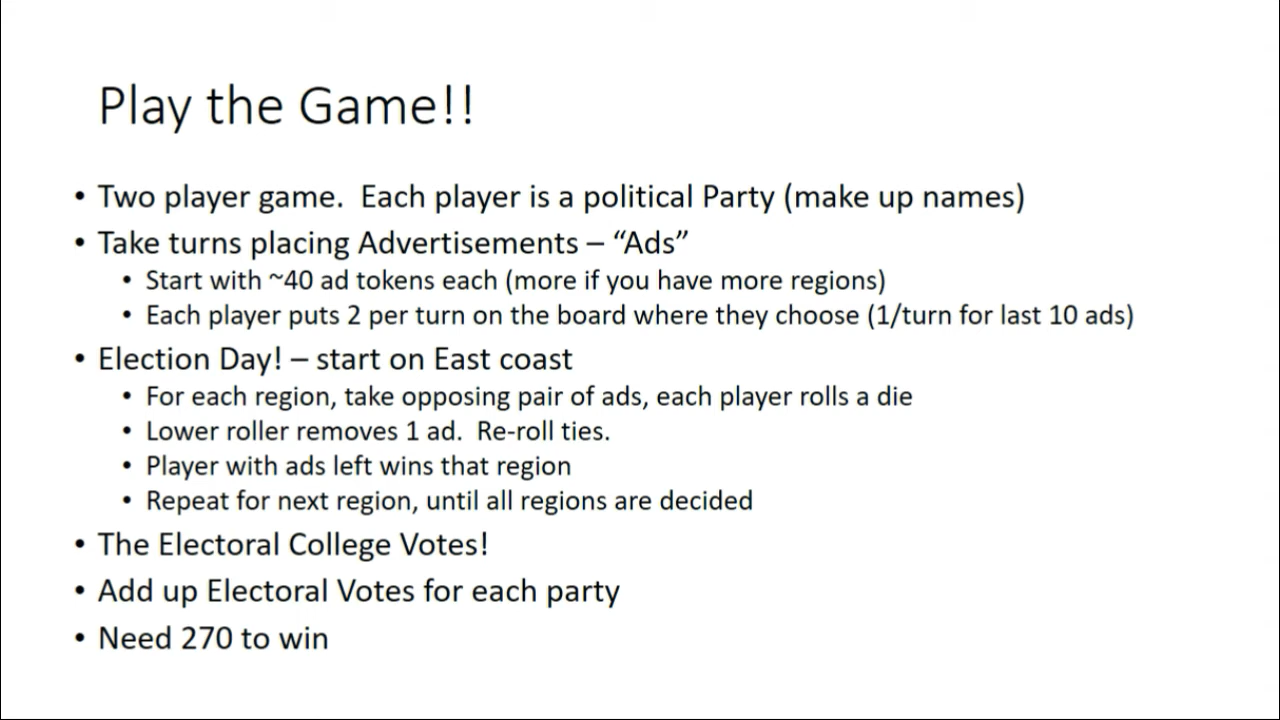 Play the Game!!
• Two player game.  Each player is a political Party (make up names)
• Take turns placing Advertisements – “Ads”
• Start with ~40 ad tokens each (more if you have more regions)
• Each player puts 2 per turn on the board where they choose (1/turn for last 10 ads)
• Election Day! – start on East coast
• For each region, take opposing pair of ads, each player rolls a die
• Lower roller removes 1 ad.  Re-roll ties.
• Player with ads left wins that region
• Repeat for next region, until all regions are decided
• The Electoral College Votes!
• Add up Electoral Votes for each party
• Need 270 to win